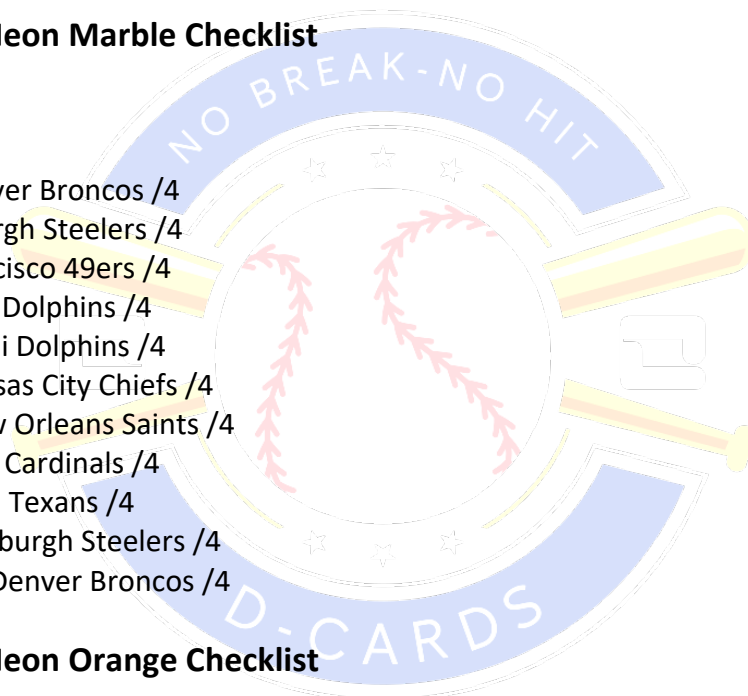 Neon Marble Checklist
NO BREAK-NO HIT
ver Broncos /4
rgh Steelers /4
cisco 49ers /4
Dolphins /4
i Dolphins /4
sas City Chiefs /4
w Orleans Saints /4
Cardinals /4
Texans /4
burgh Steelers /4
Denver Broncos /4
D-CARDS
Neon Orange Checklist